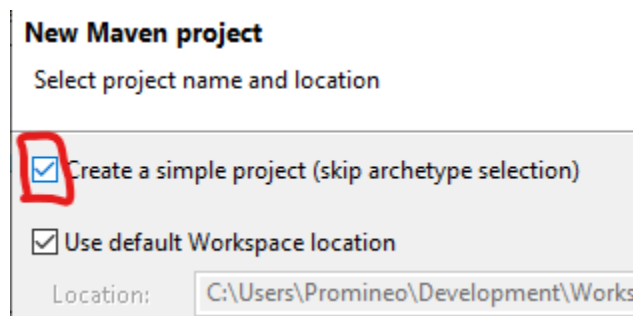 New Maven project
Select project name and location
Create a simple project (skip archetype selection)
Use default Workspace location
Location: C:\Users\Promineo\Development\Works